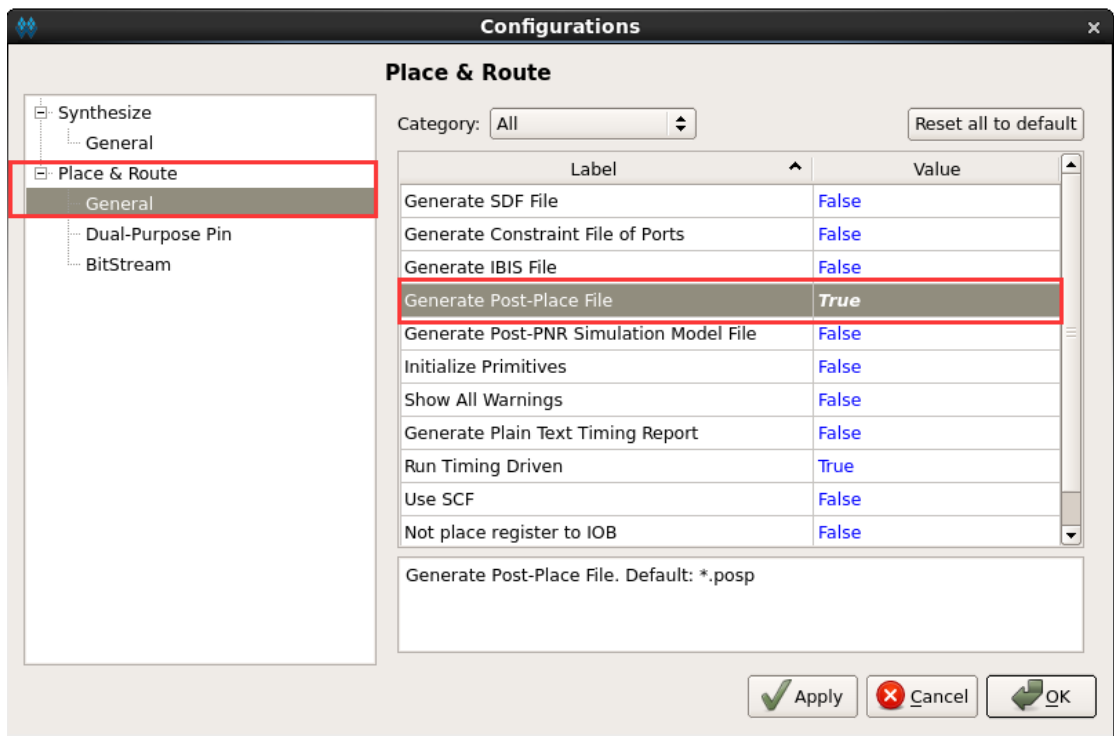 Configurations
Place & Route
Synthesize
General
Place & Route
General
Dual-Purpose Pin
BitStream
Category: All
Reset all to default
Label Value
Generate SDF File False
Generate Constraint File of Ports False
Generate IBIS File False
Generate Post-Place File True
Generate Post-PNR Simulation Model File False
Initialize Primitives False
Show All Warnings False
Generate Plain Text Timing Report False
Run Timing Driven True
Use SCF False
Not place register to IOB False
Generate Post-Place File. Default: *.posp
Apply Cancel OK